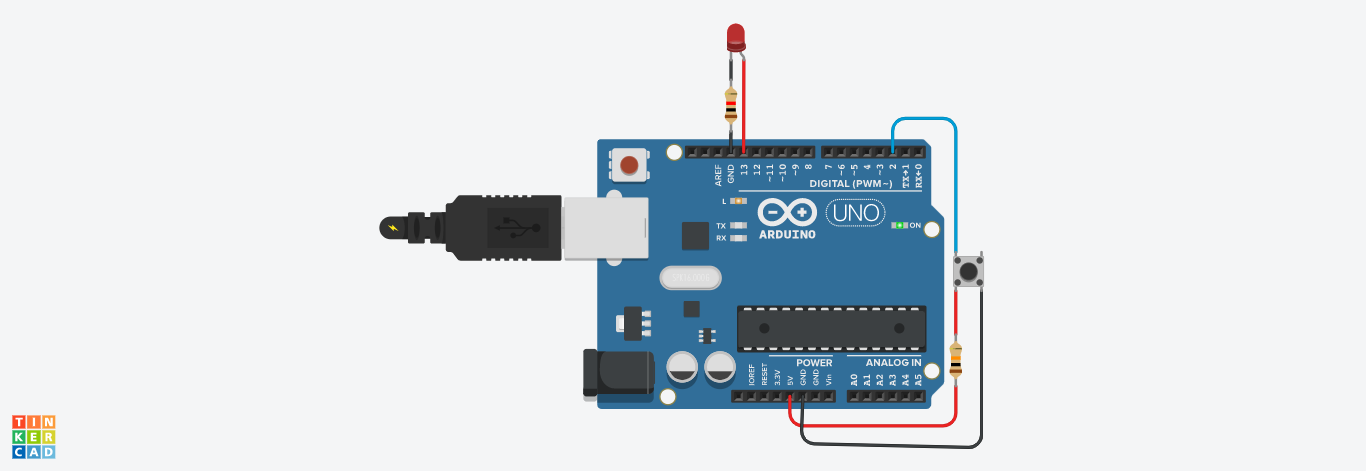 AREF
GND
13
12
~11
~10
~9
8
7
~6
~5
4
~3
2
TX→1
RX←0
DIGITAL (PWM~)
L
TX
RX
ARDUINO
UNO
ON
POWER
ANALOG IN
IOREF
RESET
3.3V
5V
GND
GND
Vin
A0
A1
A2
A3
A4
A5
TIN
KER
CAD